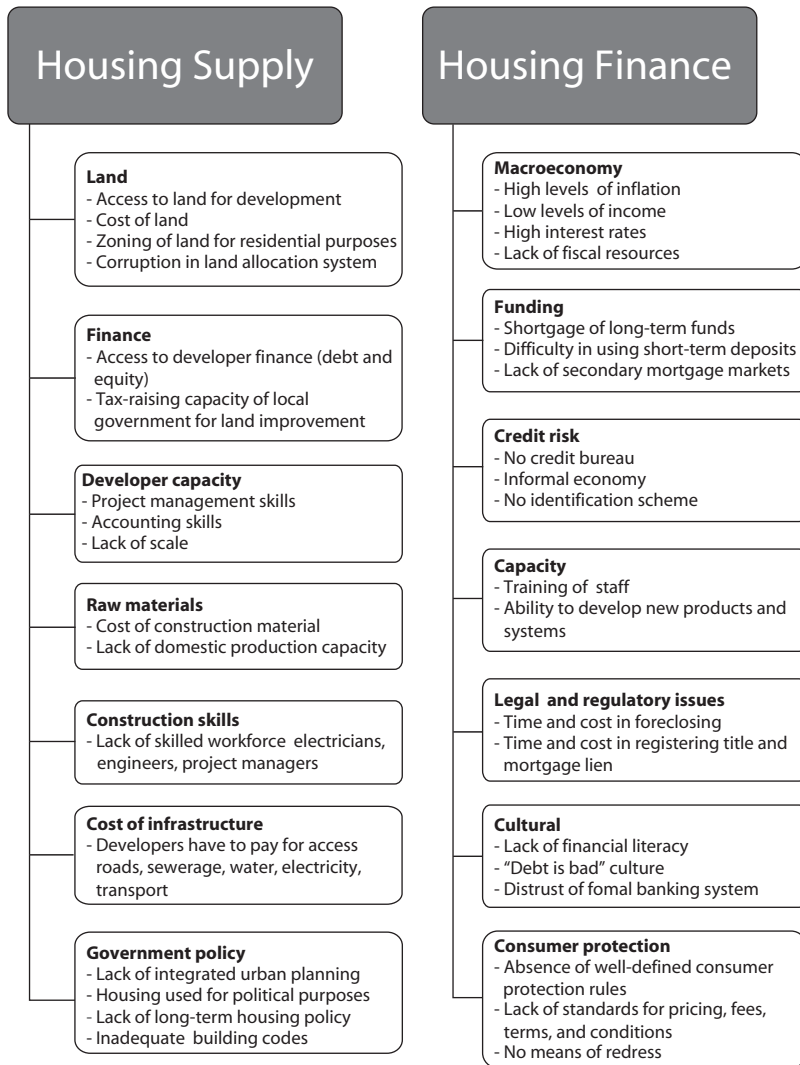 Housing Supply
Land
- Access to land for development
- Cost of land
- Zoning of land for residential purposes
- Corruption in land allocation system
Finance
- Access to developer finance (debt and
equity)
- Tax-raising capacity of local
government for land improvement
Developer capacity
- Project management skills
- Accounting skills
- Lack of scale
Raw materials
- Cost of construction material
- Lack of domestic production capacity
Construction skills
- Lack of skilled workforce electricians,
engineers, project managers
Cost of infrastructure
- Developers have to pay for access
roads, sewerage, water, electricity,
transport
Government policy
- Lack of integrated urban planning
- Housing used for political purposes
- Lack of long-term housing policy
- Inadequate building codes
Housing Finance
Macroeconomy
- High levels of inflation
- Low levels of income
- High interest rates
- Lack of fiscal resources
Funding
- Shortgage of long-term funds
- Difficulty in using short-term deposits
- Lack of secondary mortgage markets
Credit risk
- No credit bureau
- Informal economy
- No identification scheme
Capacity
- Training of staff
- Ability to develop new products and
systems
Legal and regulatory issues
- Time and cost in foreclosing
- Time and cost in registering title and
mortgage lien
Cultural
- Lack of financial literacy
- “Debt is bad” culture
- Distrust of fomal banking system
Consumer protection
- Absence of well-defined consumer
protection rules
- Lack of standards for pricing, fees,
terms, and conditions
- No means of redress